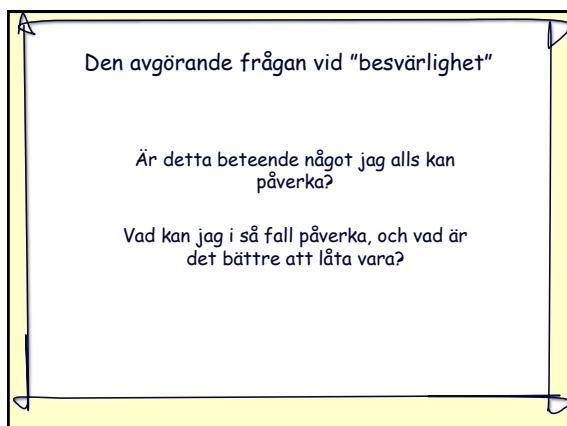 Den avgörande frågan vid ”besvärlighet”
Är detta beteende något jag alls kan
påverka?
Vad kan jag i så fall påverka, och vad är
det bättre att låta vara?